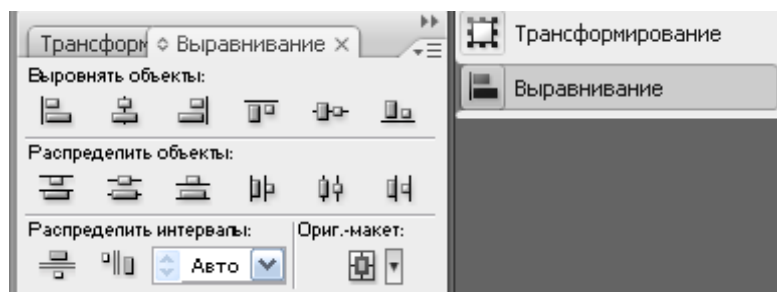 Трансформ
Выравнивание
Выровнять объекты:
Распределить объекты:
Распределить интервалы:
Ориг.-макет:
Авто
Трансформирование
Выравнивание